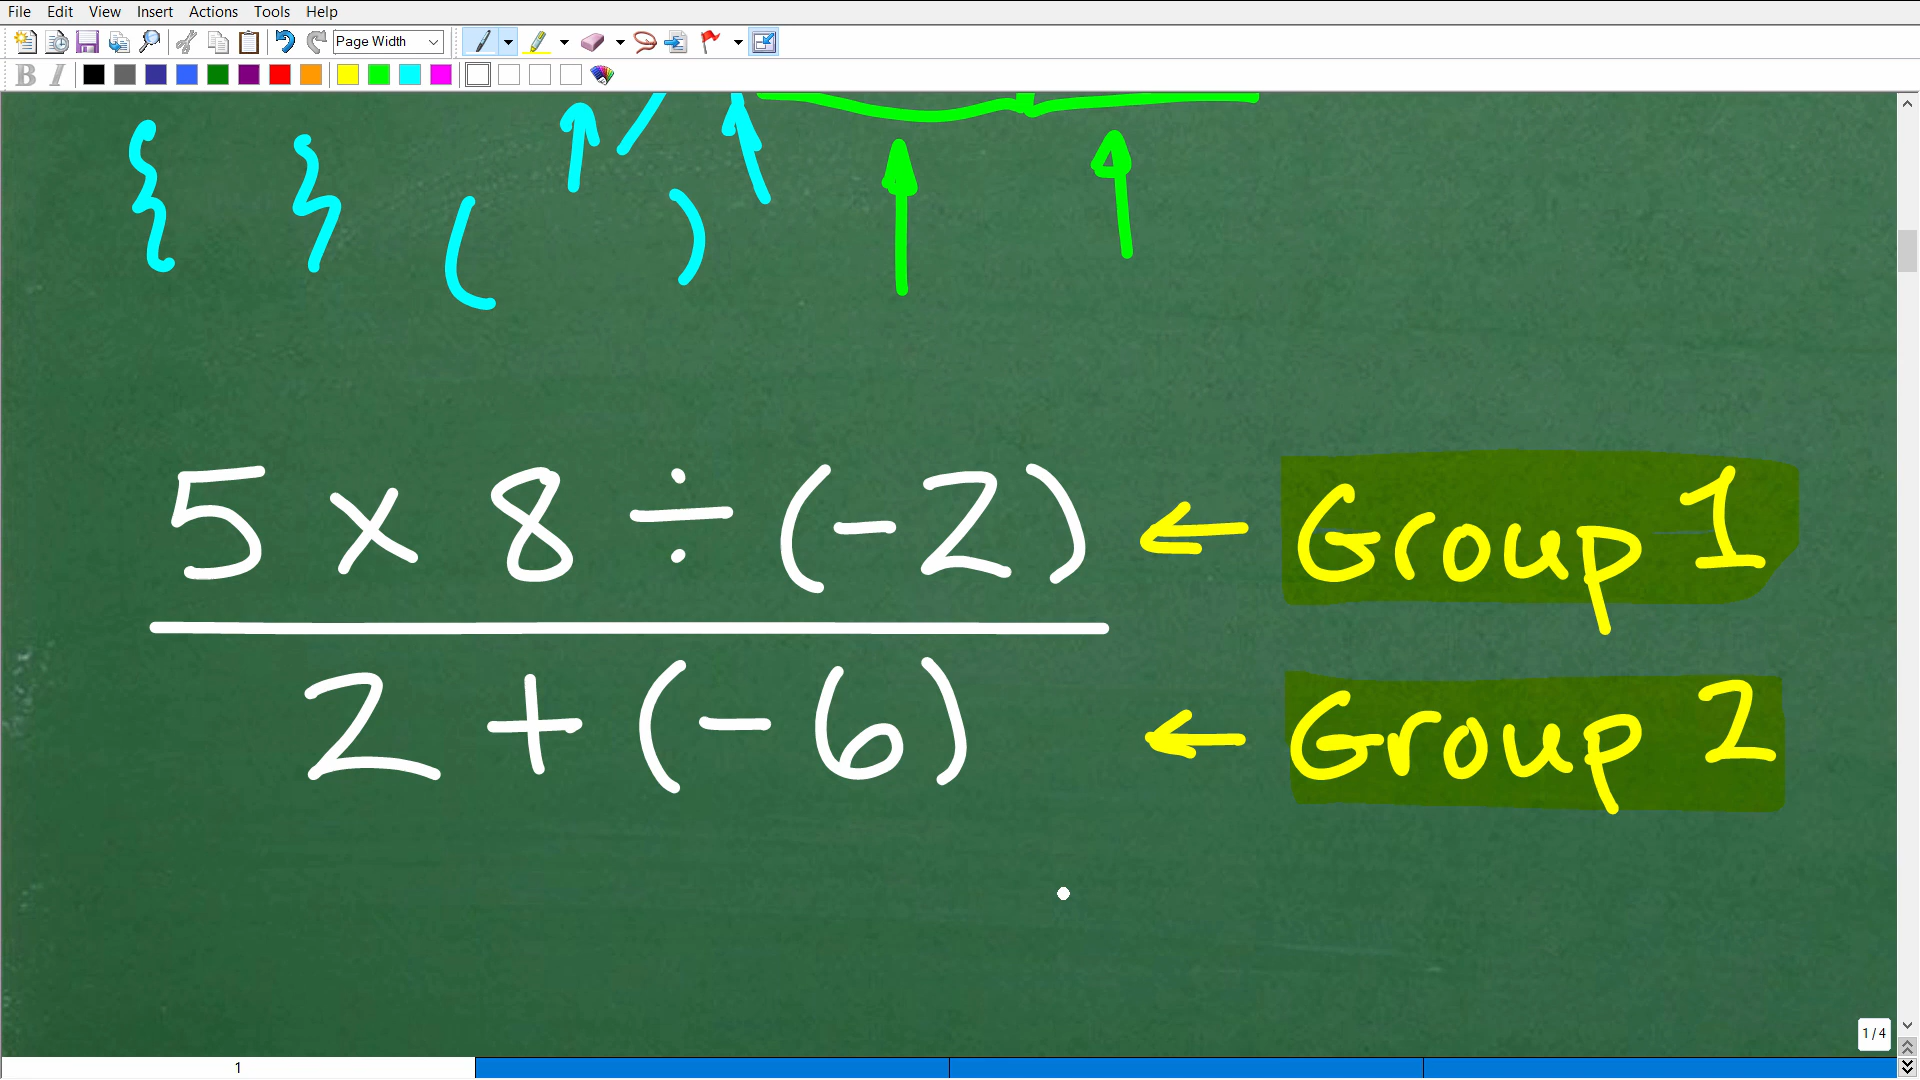 File Edit View Insert Actions Tools Help
Page Width
B I
{ } ( )
5 x 8 ÷ (-2) ← Group 1
2 + (-6) ← Group 2
1 / 4
1